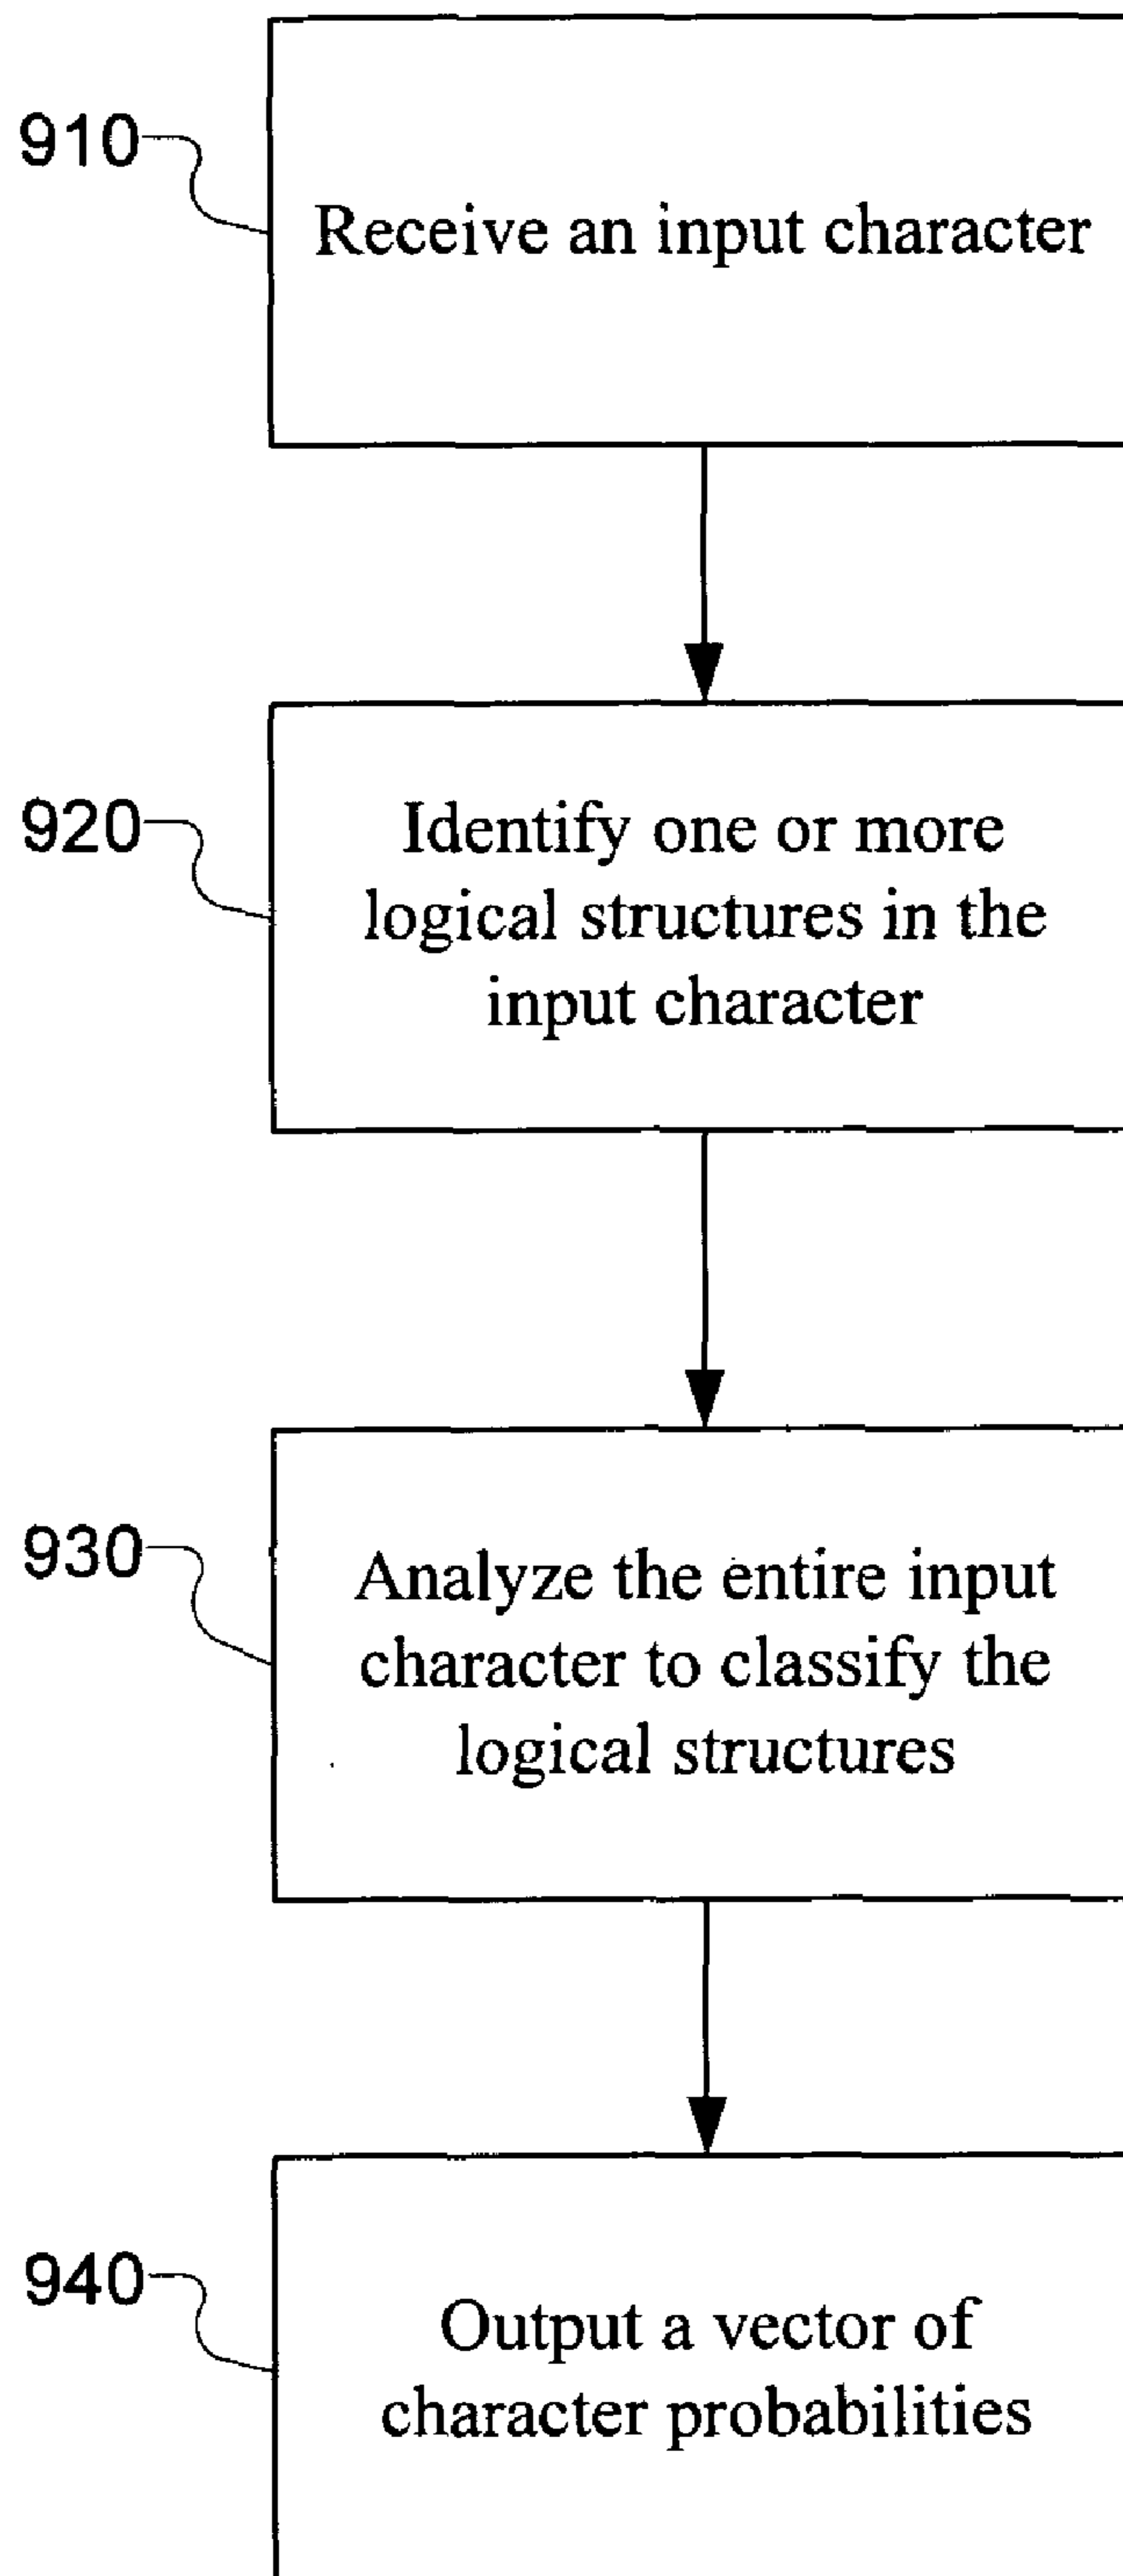 910
Receive an input character
920
Identify one or more
logical structures in the
input character
930
Analyze the entire input
character to classify the
logical structures
940
Output a vector of
character probabilities